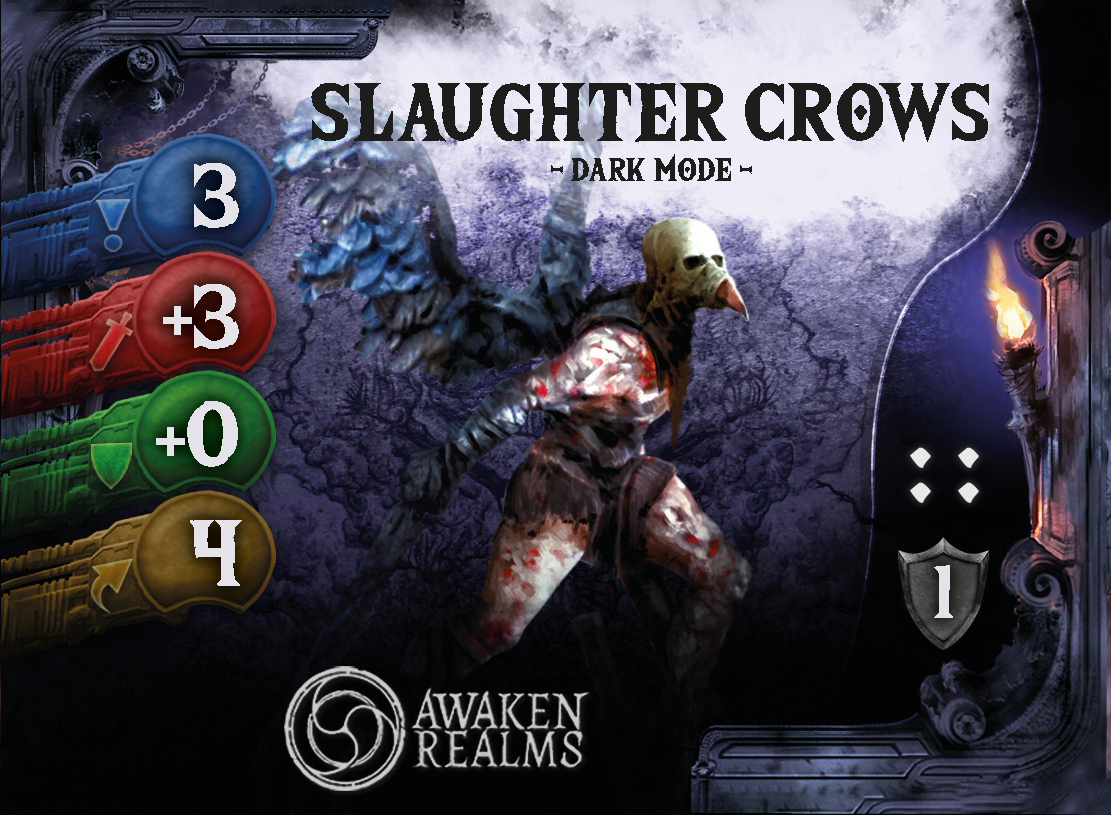 SLAUGHTER CROWS
- DARK MODE -
3
+3
+0
4
1
AWAKEN
REALMS